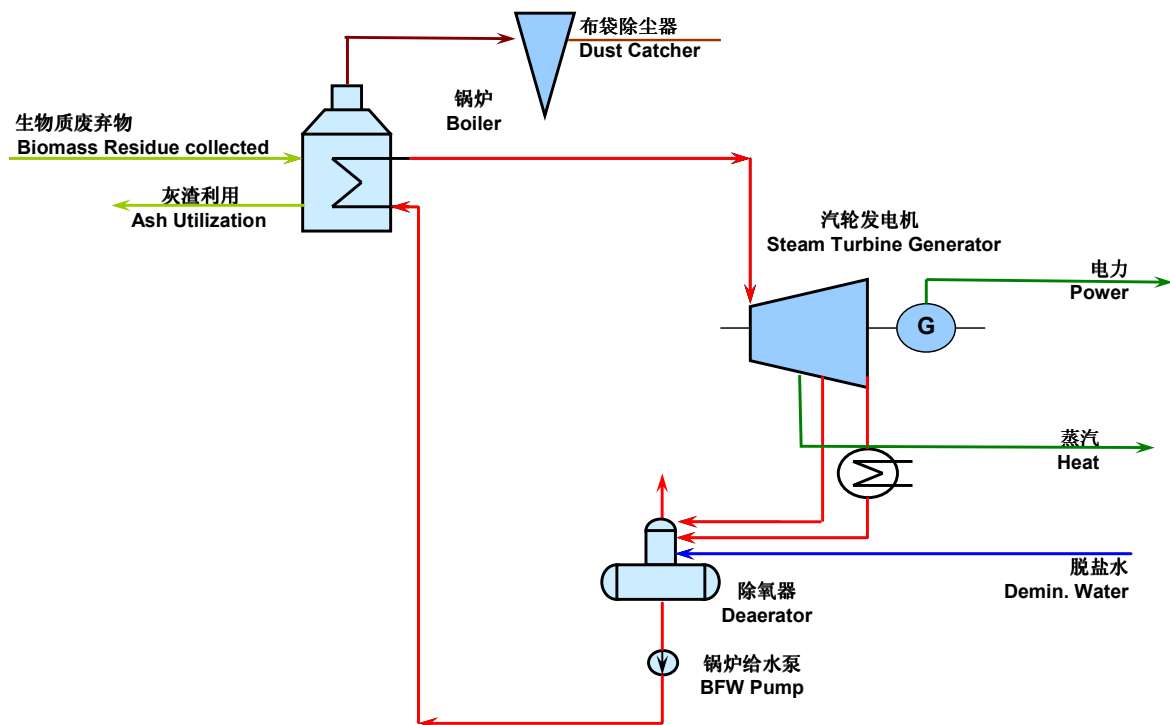 布袋除尘器
Dust Catcher
锅炉
Boiler
生物质废弃物
Biomass Residue collected
灰渣利用
Ash Utilization
汽轮发电机
Steam Turbine Generator
电力
Power
G
蒸汽
Heat
脱盐水
Demin. Water
除氧器
Deaerator
锅炉给水泵
BFW Pump